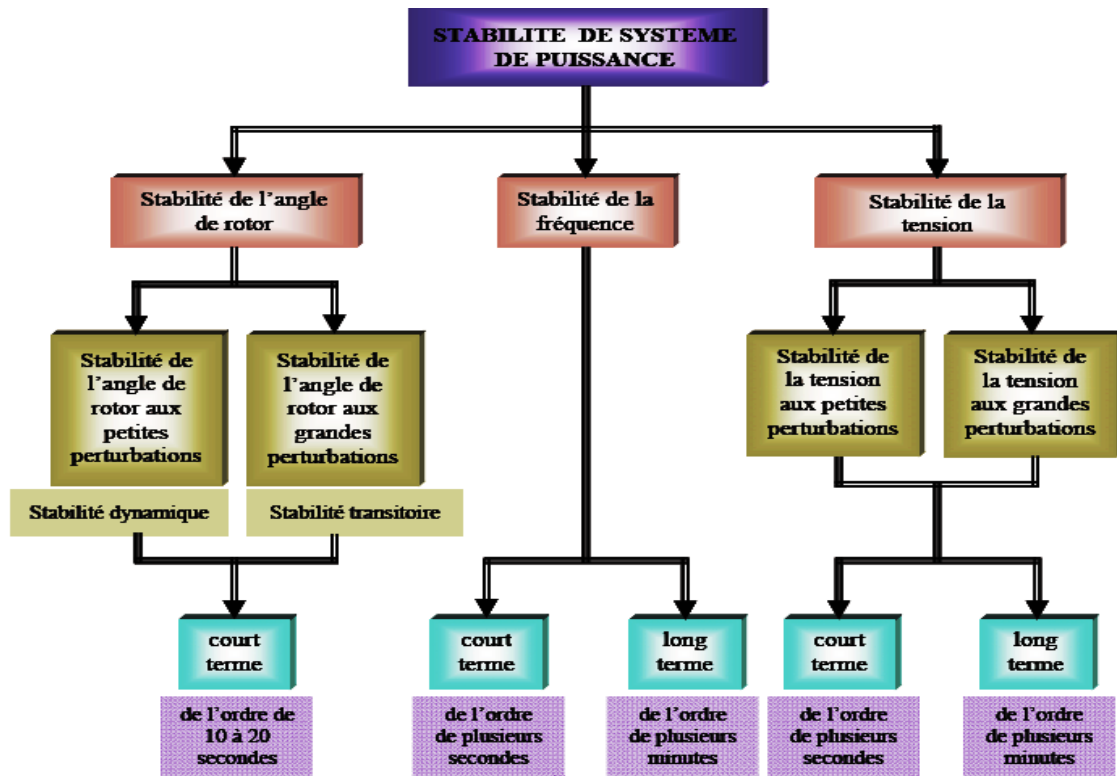 STABILITE DE SYSTEME
DE PUISSANCE
Stabilité de l'angle
de rotor
Stabilité de la
fréquence
Stabilité de la
tension
Stabilité de
l'angle de
rotor aux
petites
perturbations
Stabilité de
l'angle de
rotor aux
grandes
perturbations
Stabilité de
la tension
aux petites
perturbations
Stabilité de
la tension
aux grandes
perturbations
Stabilité dynamique
Stabilité transitoire
court
terme
court
terme
long
terme
court
terme
long
terme
de l'ordre de
10 à 20
secondes
de l'ordre
de plusieurs
secondes
de l'ordre
de plusieurs
minutes
de l'ordre
de plusieurs
secondes
de l'ordre
de plusieurs
minutes